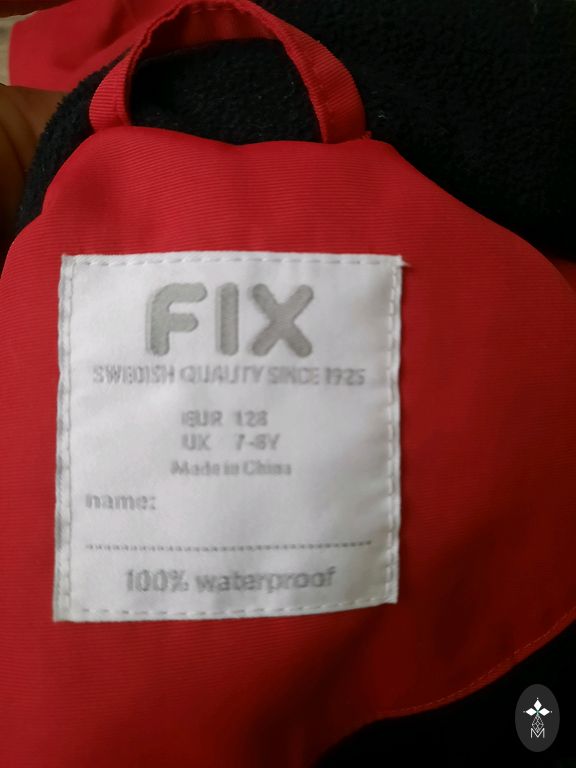 FIX
SWEDISH QUALITY SINCE 1925
EUR 128
UK 7-8Y
Made in China
name:
100% waterproof
M